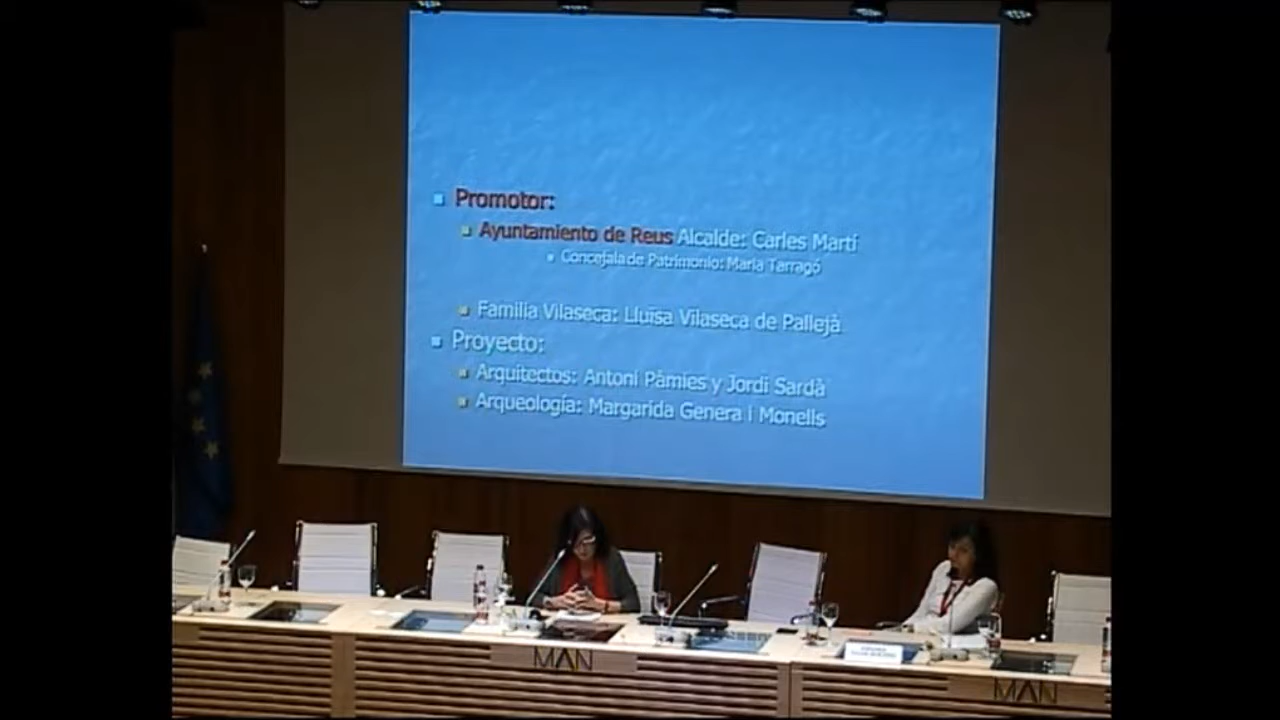 Promotor:
Ayuntamiento de Reus Alcalde: Carles Martí
Concejala de Patrimonio: Maria Tarragó
Familia Vilaseca: Lluïsa Vilaseca de Pallejà
Proyecto:
Arquitectos: Antoni Pàmies y Jordi Sardà
Arqueología: Margarida Genera i Monells
MAN
MAN